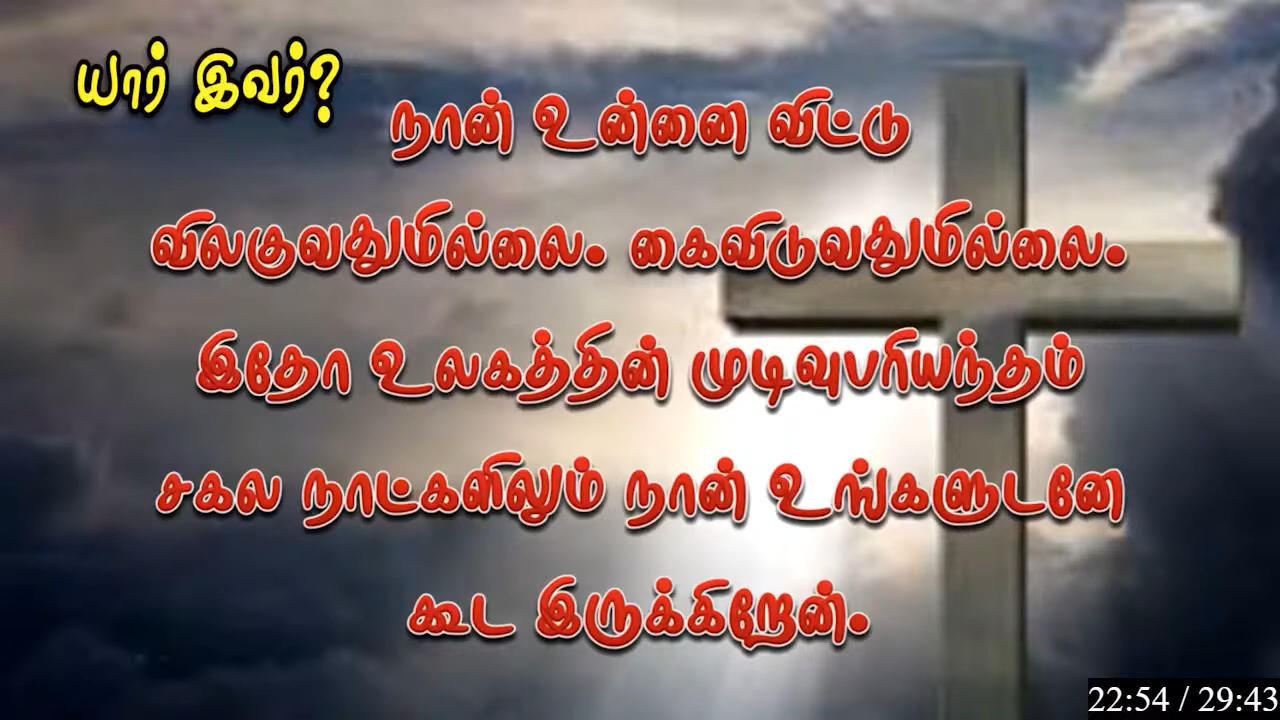 யார் இவர்?
நான் உன்னை விட்டு
விலகுவதுமில்லை. கைவிடுவதுமில்லை.
இதோ உலகத்தின் முடிவுபரியந்தம்
சகல நாட்களிலும் நான் உங்களுடனே
கூட இருக்கிறேன்.
22:54 / 29:43